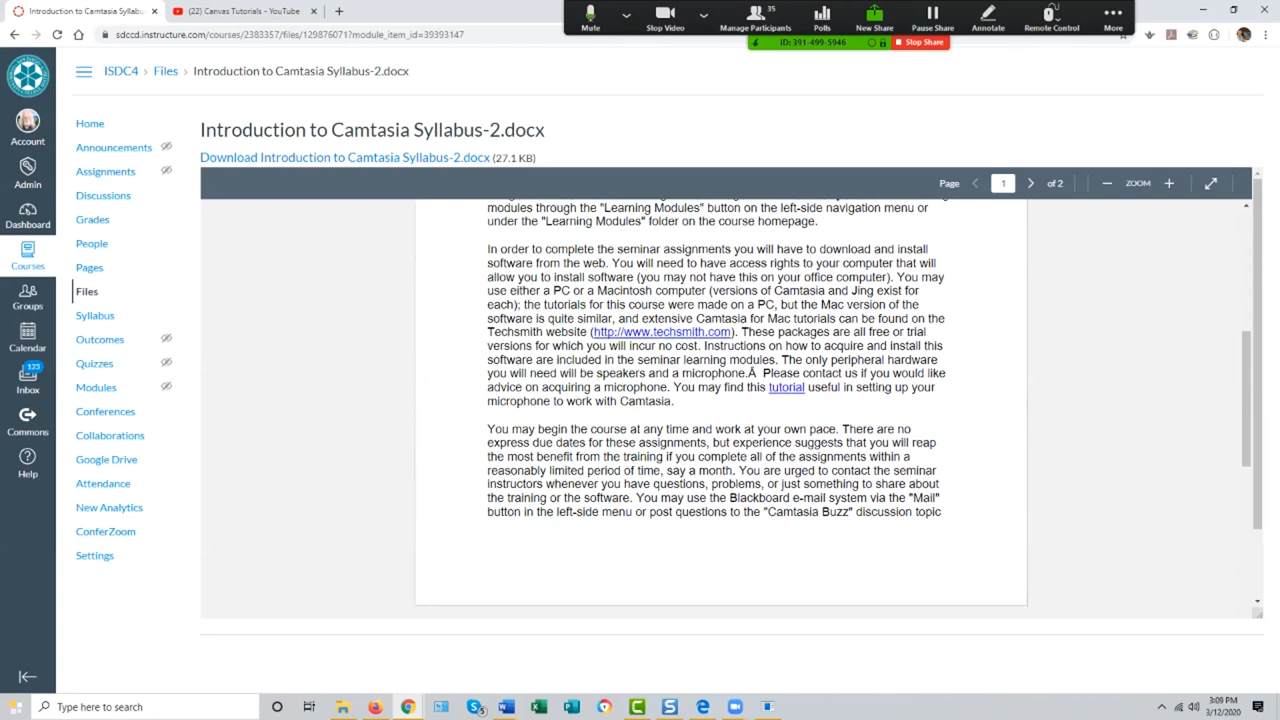 Introduction to Camtasia Syllabu
(22) Canvas Tutorials - YouTube
sdccd.instructure.com/courses/2383357/files/129876071?module_item_id=39393147
35
Mute
Stop Video
Manage Participants
Polls
New Share
Pause Share
Annotate
Remote Control
More
ID: 391-499-5946
Stop Share
ISDC4 › Files › Introduction to Camtasia Syllabus-2.docx
Account
Admin
Dashboard
Courses
Groups
Calendar
123
Inbox
Commons
Help
Home
Announcements
Assignments
Discussions
Grades
People
Pages
Files
Syllabus
Outcomes
Quizzes
Modules
Conferences
Collaborations
Google Drive
Attendance
New Analytics
ConferZoom
Settings
Introduction to Camtasia Syllabus-2.docx
Download Introduction to Camtasia Syllabus-2.docx (27.1 KB)
Page 1 of 2 ZOOM
modules through the "Learning Modules" button on the left-side navigation menu or
under the "Learning Modules" folder on the course homepage.
In order to complete the seminar assignments you will have to download and install
software from the web. You will need to have access rights to your computer that will
allow you to install software (you may not have this on your office computer). You may
use either a PC or a Macintosh computer (versions of Camtasia and Jing exist for
each); the tutorials for this course were made on a PC, but the Mac version of the
software is quite similar, and extensive Camtasia for Mac tutorials can be found on the
Techsmith website (http://www.techsmith.com). These packages are all free or trial
versions for which you will incur no cost. Instructions on how to acquire and install this
software are included in the seminar learning modules. The only peripheral hardware
you will need will be speakers and a microphone.Â  Please contact us if you would like
advice on acquiring a microphone. You may find this tutorial useful in setting up your
microphone to work with Camtasia.
You may begin the course at any time and work at your own pace. There are no
express due dates for these assignments, but experience suggests that you will reap
the most benefit from the training if you complete all of the assignments within a
reasonably limited period of time, say a month. You are urged to contact the seminar
instructors whenever you have questions, problems, or just something to share about
the training or the software. You may use the Blackboard e-mail system via the "Mail"
button in the left-side menu or post questions to the "Camtasia Buzz" discussion topic
Type here to search
3:09 PM
3/12/2020